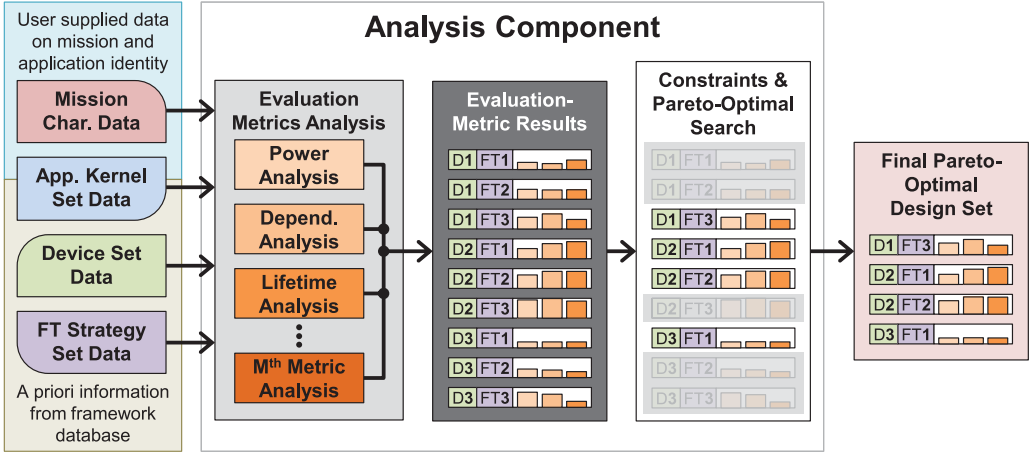 User supplied data
on mission and
application identity
Mission
Char. Data
App. Kernel
Set Data
Device Set
Data
FT Strategy
Set Data
A priori information
from framework
database
Analysis Component
Evaluation
Metrics Analysis
Power
Analysis
Depend.
Analysis
Lifetime
Analysis
Mth Metric
Analysis
Evaluation-
Metric Results
D1 FT1
D1 FT2
D1 FT3
D2 FT1
D2 FT2
D2 FT3
D3 FT1
D3 FT2
D3 FT3
Constraints &
Pareto-Optimal
Search
D1 FT1
D1 FT2
D1 FT3
D2 FT1
D2 FT2
D2 FT3
D3 FT1
D3 FT2
D3 FT3
Final Pareto-
Optimal
Design Set
D1 FT3
D2 FT1
D2 FT2
D3 FT1